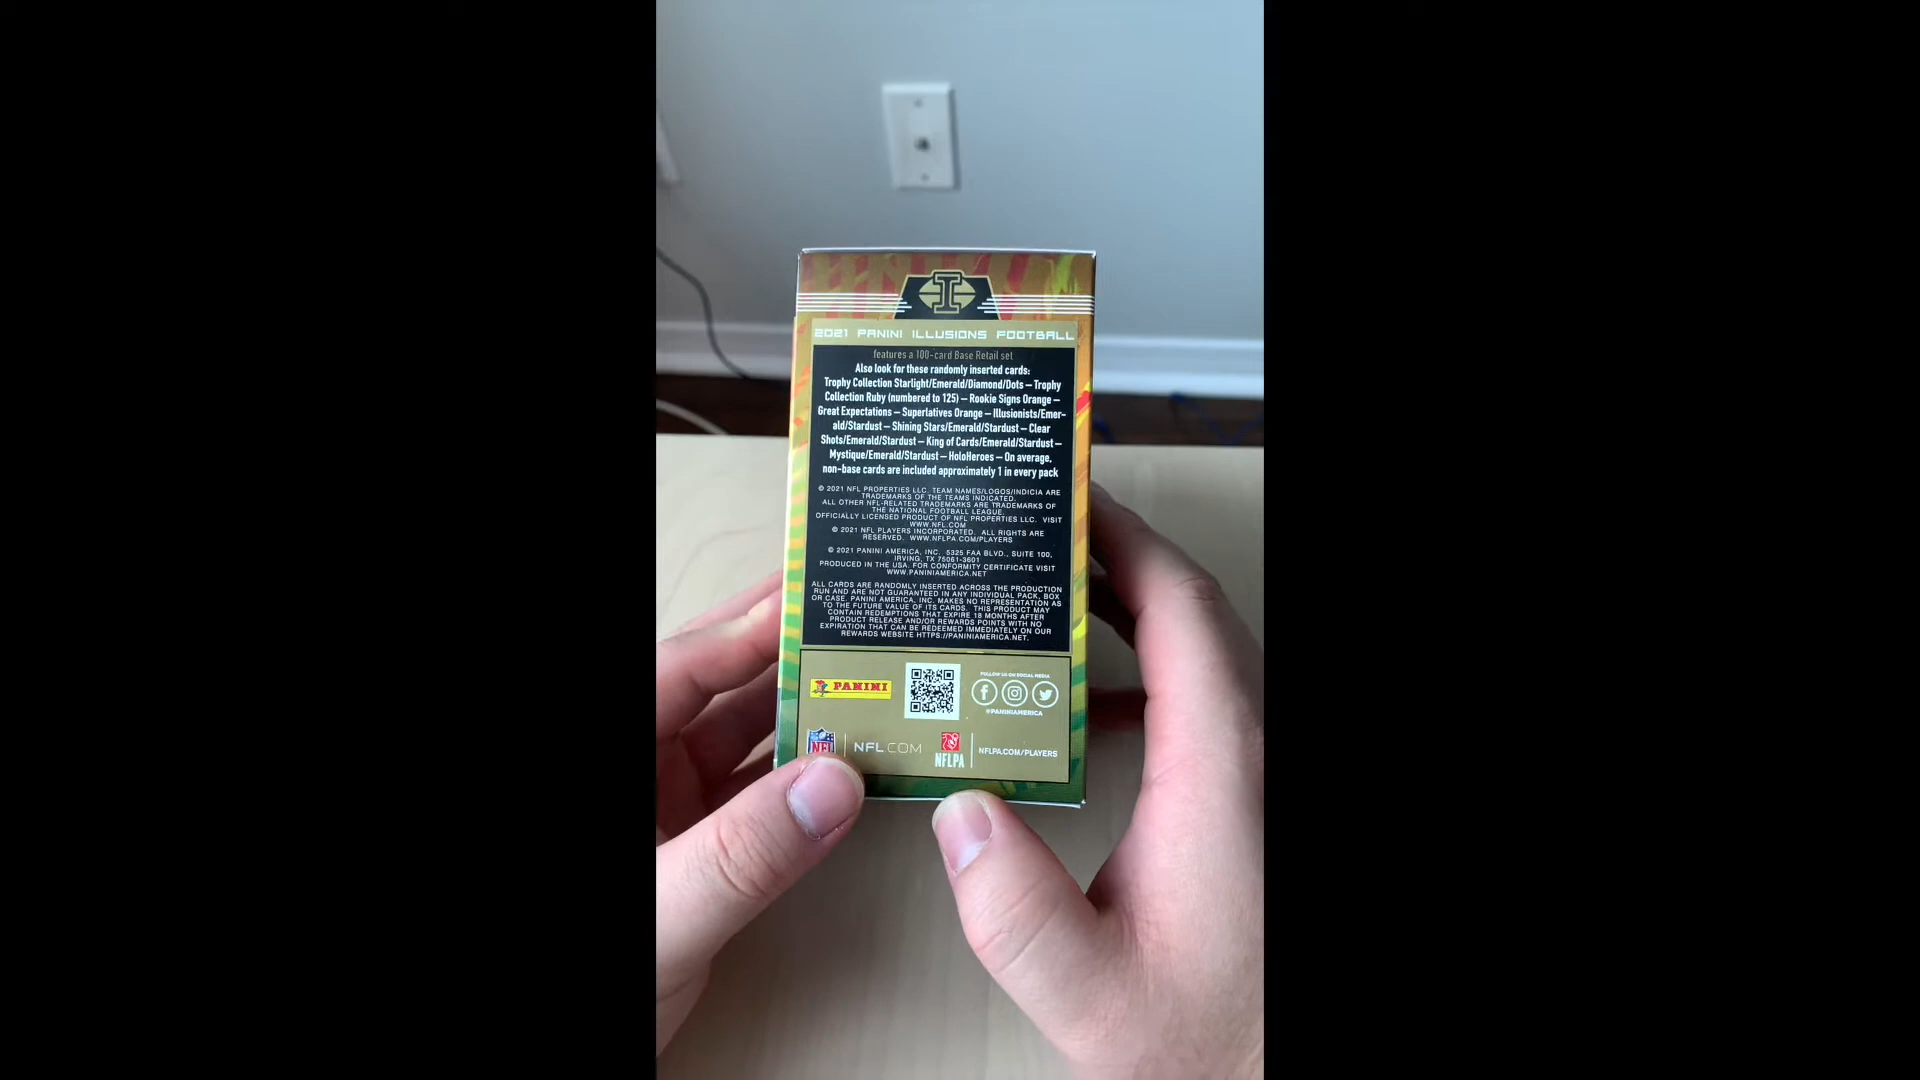 I
2021 PANINI ILLUSIONS FOOTBALL
features a 100-card Base Retail set
Also look for these randomly inserted cards:
Trophy Collection Starlight/Emerald/Diamond/Dots – Trophy
Collection Ruby (numbered to 125) – Rookie Signs Orange –
Great Expectations – Superlatives Orange – Illusionists/Emer-
ald/Stardust – Shining Stars/Emerald/Stardust – Clear
Shots/Emerald/Stardust – King of Cards/Emerald/Stardust –
Mystique/Emerald/Stardust – HoloHeroes – On average,
non-base cards are included approximately 1 in every pack
© 2021 NFL PROPERTIES LLC. TEAM NAMES/LOGOS/INDICIA ARE
TRADEMARKS OF THE TEAMS INDICATED.
ALL OTHER NFL-RELATED TRADEMARKS ARE TRADEMARKS OF
THE NATIONAL FOOTBALL LEAGUE.
OFFICIALLY LICENSED PRODUCT OF NFL PROPERTIES LLC. VISIT
WWW.NFL.COM
© 2021 NFL PLAYERS INCORPORATED. ALL RIGHTS ARE
RESERVED. WWW.NFLPA.COM/PLAYERS
© 2021 PANINI AMERICA, INC. 5325 FAA BLVD., SUITE 100,
IRVING, TX 75061-3601
PRODUCED IN THE USA. FOR CONFORMITY CERTIFICATE VISIT
WWW.PANINIAMERICA.NET
ALL CARDS ARE RANDOMLY INSERTED ACROSS THE PRODUCTION
RUN AND ARE NOT GUARANTEED IN ANY INDIVIDUAL PACK, BOX
OR CASE. PANINI AMERICA, INC. MAKES NO REPRESENTATION AS
TO THE FUTURE VALUE OF ITS CARDS. THIS PRODUCT MAY
CONTAIN REDEMPTIONS THAT EXPIRE 18 MONTHS AFTER
PRODUCT RELEASE AND/OR REWARDS POINTS WITH NO
EXPIRATION THAT CAN BE REDEEMED IMMEDIATELY ON OUR
REWARDS WEBSITE HTTPS://PANINIAMERICA.NET.
PANINI
FOLLOW US ON SOCIAL MEDIA
@PANINIAMERICA
NFL
NFL.COM
NFLPA
NFLPA.COM/PLAYERS